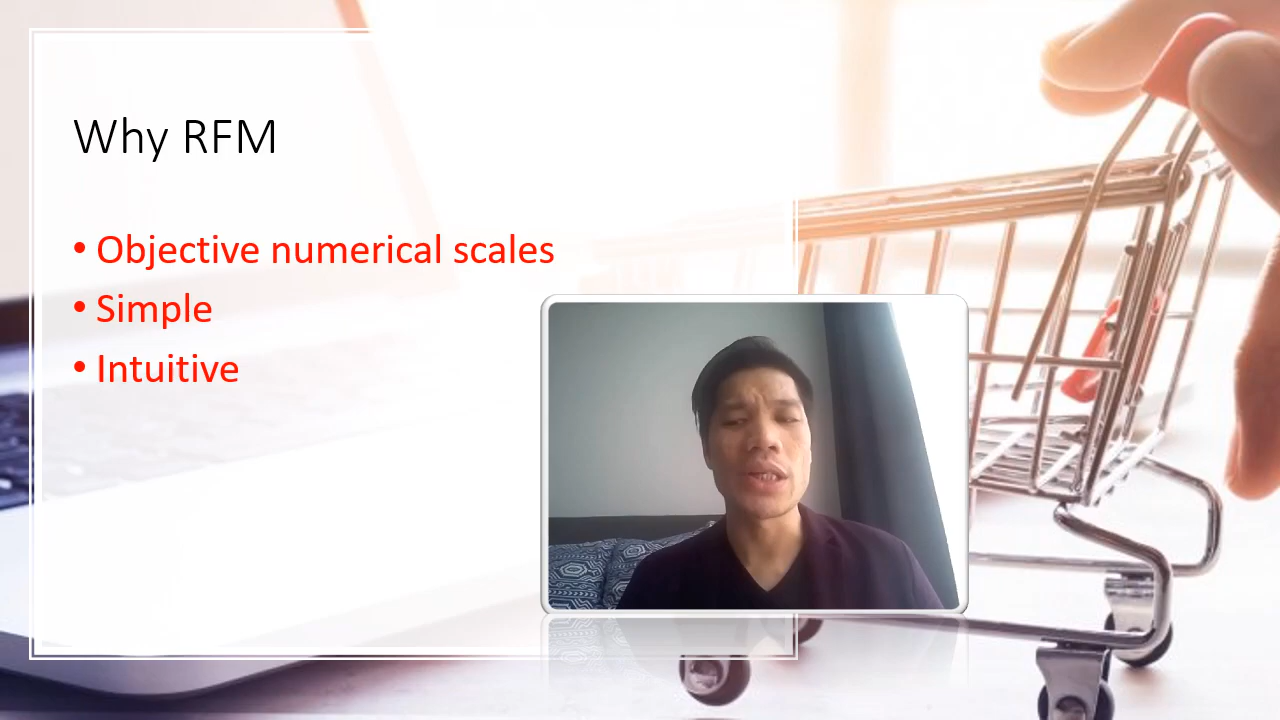 Why RFM
• Objective numerical scales
• Simple
• Intuitive